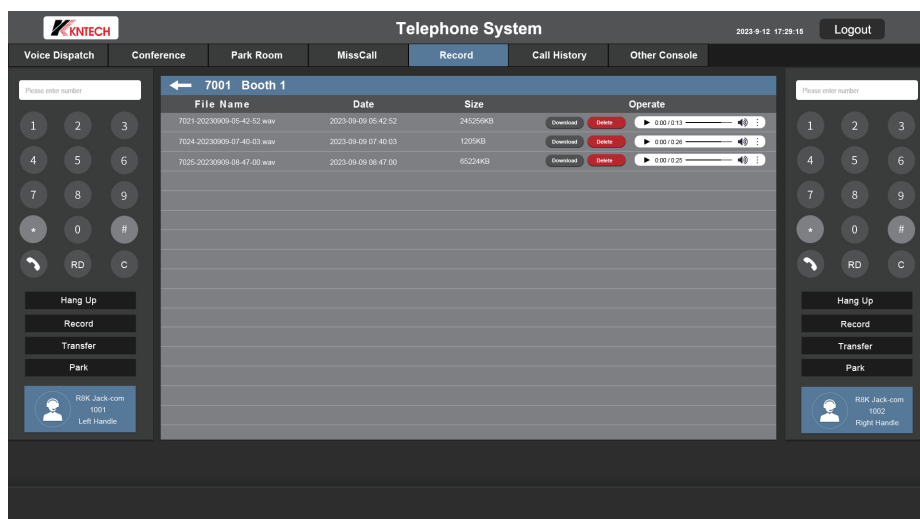 KNTECH
Telephone System
2023-9-12 17:29:15
Logout
Voice Dispatch Conference Park Room MissCall Record Call History Other Console
Please enter number
1 2 3
4 5 6
7 8 9
* 0 #
RD C
Hang Up
Record
Transfer
Park
R8K Jack-com
1001
Left Handle
7001 Booth 1
File Name Date Size Operate
7021-20230909-05-42-52.wav 2023-09-09 05:42:52 245256KB Download Delete 0:00 / 0:13
7024-20230909-07-40-03.wav 2023-09-09 07:40:03 1205KB Download Delete 0:00 / 0:26
7025-20230909-08-47-00.wav 2023-09-09 08:47:00 65224KB Download Delete 0:00 / 0:25
Please enter number
1 2 3
4 5 6
7 8 9
* 0 #
RD C
Hang Up
Record
Transfer
Park
R8K Jack-com
1002
Right Handle